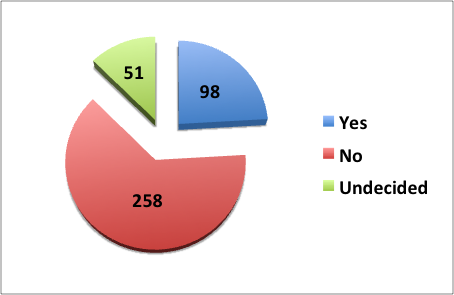 51
98
258
Yes
No
Undecided